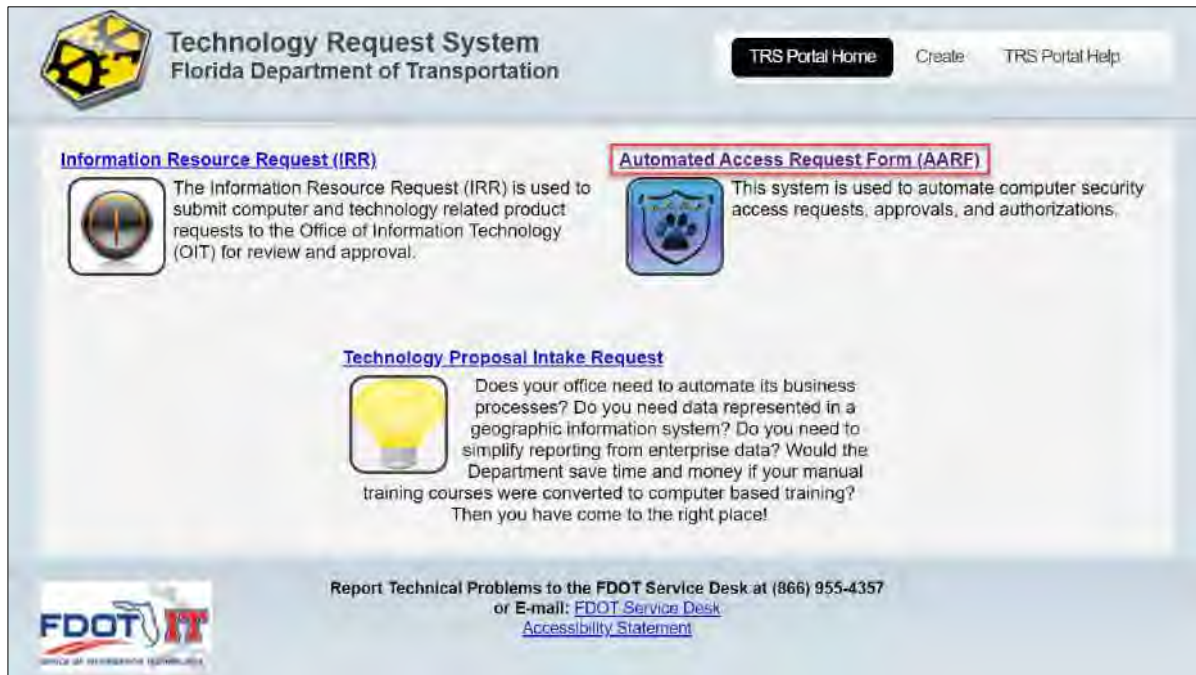 Technology Request System
Florida Department of Transportation
TRS Portal Home
Create
TRS Portal Help
Information Resource Request (IRR)
The Information Resource Request (IRR) is used to
submit computer and technology related product
requests to the Office of Information Technology
(OIT) for review and approval.
Automated Access Request Form (AARF)
This system is used to automate computer security
access requests, approvals, and authorizations.
Technology Proposal Intake Request
Does your office need to automate its business
processes? Do you need data represented in a
geographic information system? Do you need to
simplify reporting from enterprise data? Would the
Department save time and money if your manual
training courses were converted to computer based training?
Then you have come to the right place!
FDOT IT
OFFICE OF INFORMATION TECHNOLOGY
Report Technical Problems to the FDOT Service Desk at (866) 955-4357
or E-mail: FDOT Service Desk
Accessibility Statement